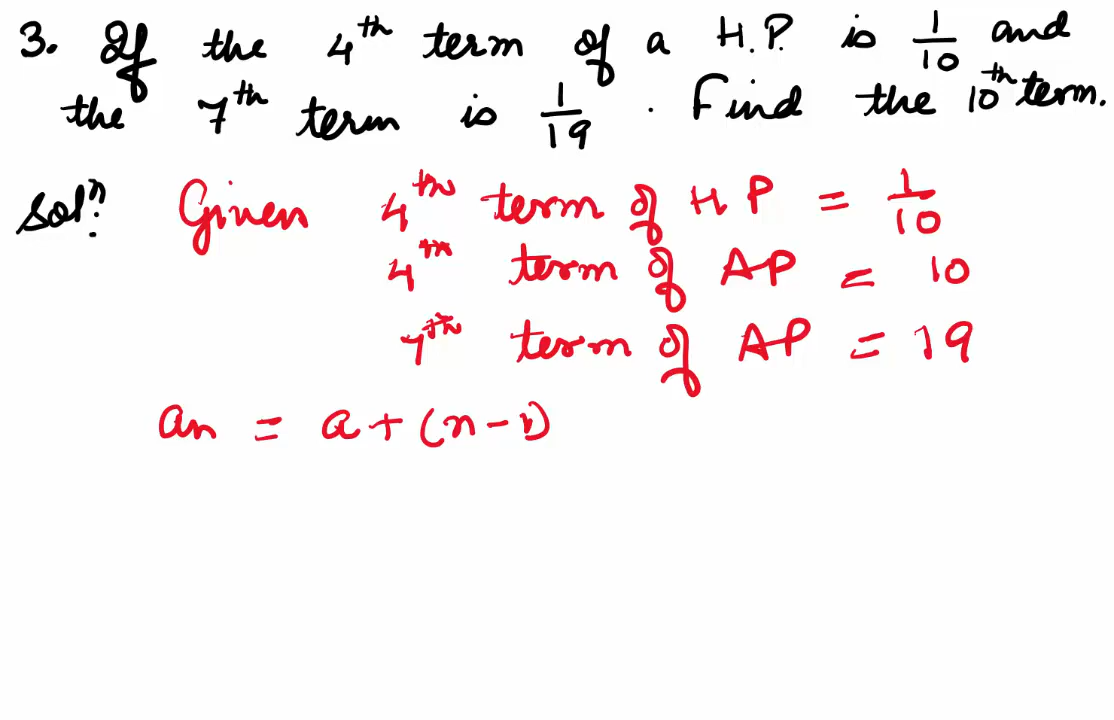 3. If the 4th term of a H.P. is 1/10 and
the 7th term is 1/19 . Find the 10th term.
Solⁿ: Given 4th term of HP = 1/10
4th term of AP = 10
7th term of AP = 19
an = a + (n - 1)